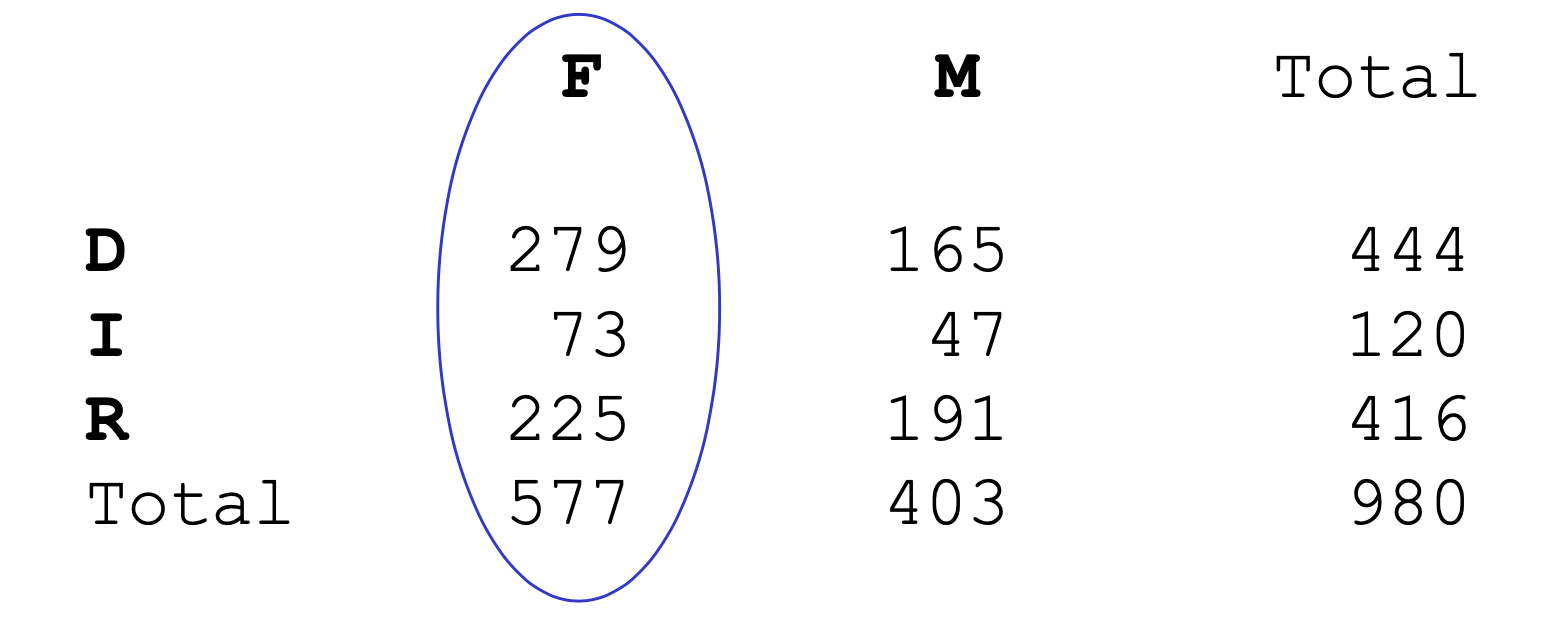 F M Total
D 279 165 444
I 73 47 120
R 225 191 416
Total 577 403 980